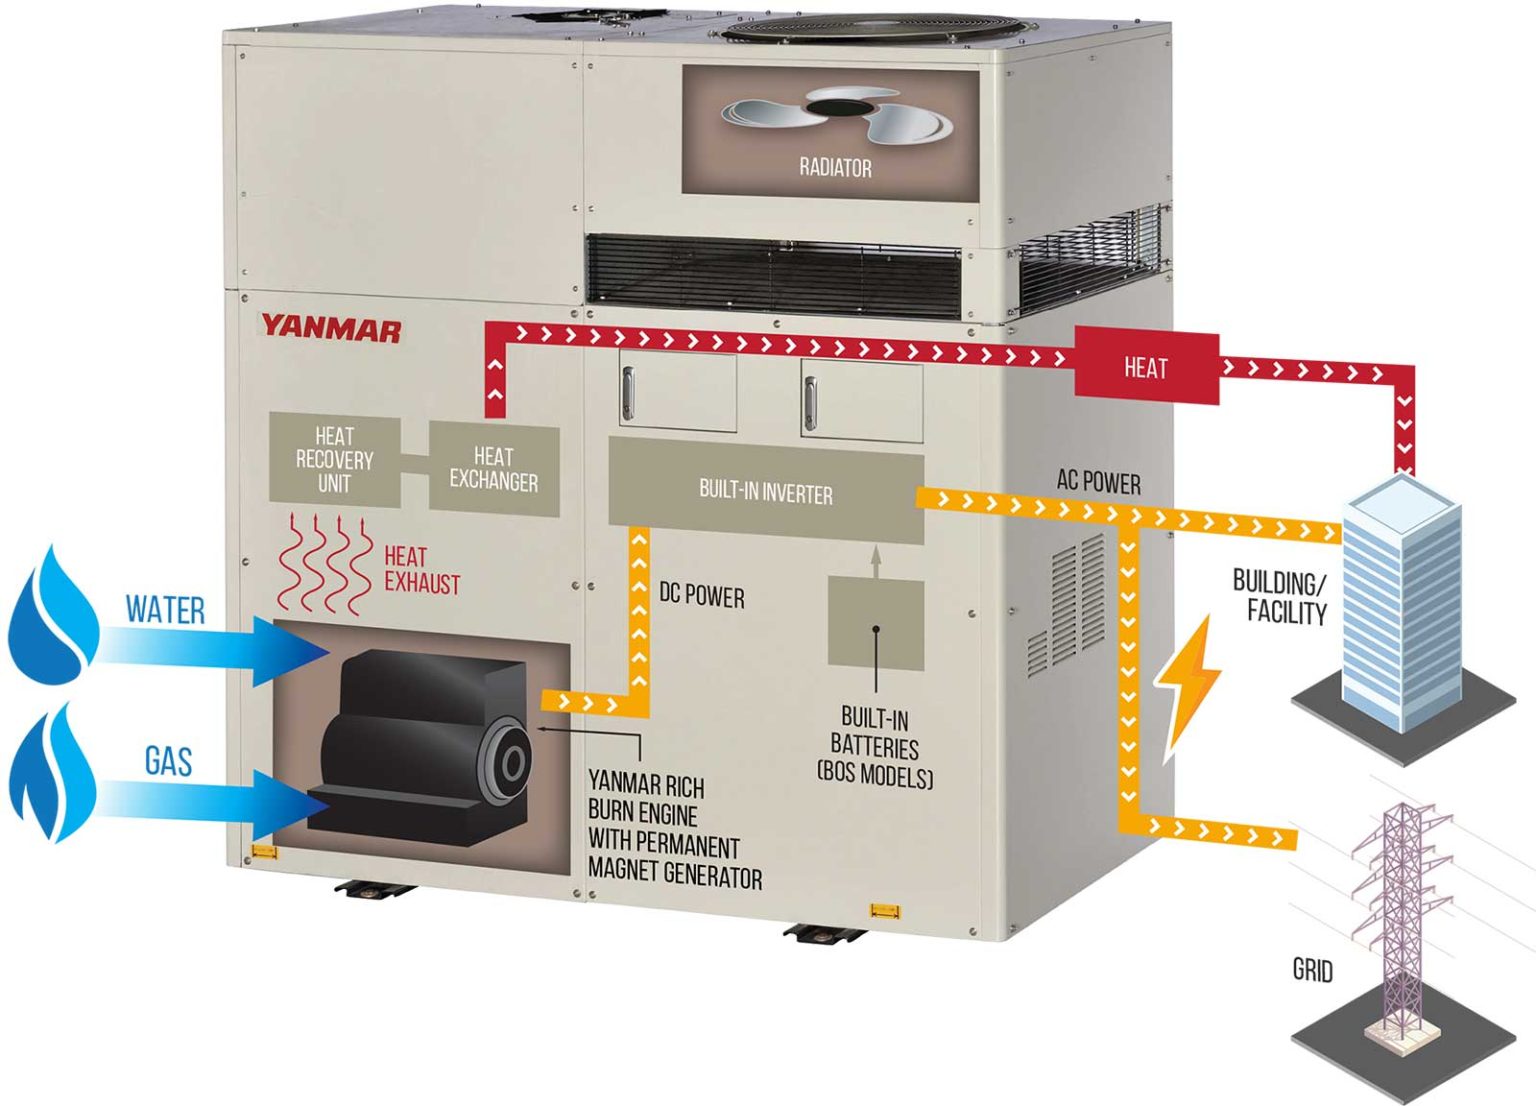 RADIATOR
YANMAR
HEAT
HEAT
RECOVERY
UNIT
HEAT
EXCHANGER
BUILT-IN INVERTER
AC POWER
HEAT
EXHAUST
WATER
DC POWER
BUILDING/
FACILITY
GAS
BUILT-IN
BATTERIES
(BOS MODELS)
YANMAR RICH
BURN ENGINE
WITH PERMANENT
MAGNET GENERATOR
GRID